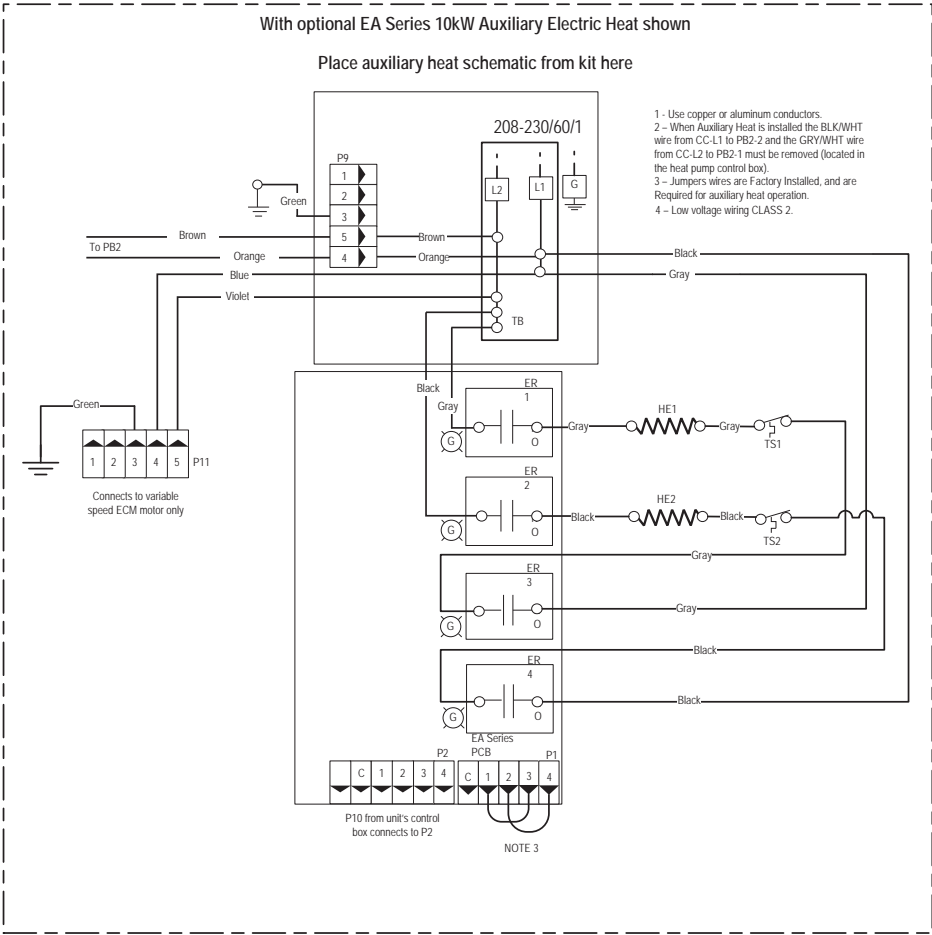 With optional EA Series 10kW Auxiliary Electric Heat shown
Place auxiliary heat schematic from kit here
208-230/60/1
1 - Use copper or aluminum conductors.
2 – When Auxiliary Heat is installed the BLK/WHT
wire from CC-L1 to PB2-2 and the GRY/WHT wire
from CC-L2 to PB2-1 must be removed (located in
the heat pump control box).
3 – Jumpers wires are Factory Installed, and are
Required for auxiliary heat operation.
4 – Low voltage wiring CLASS 2.
P9
1
2
3
5
4
L2
L1
G
Green
To PB2
Brown
Brown
Orange
Orange
Black
Blue
Gray
Violet
TB
Black
Gray
ER
1
G
O
Gray
HE1
Gray
TS1
Green
1 2 3 4 5 P11
Connects to variable
speed ECM motor only
ER
2
G
O
Black
HE2
Black
TS2
Gray
ER
3
G
O
Gray
Black
ER
4
G
O
Black
EA Series
PCB
P2
C 1 2 3 4
P1
C 1 2 3 4
P10 from unit's control
box connects to P2
NOTE 3